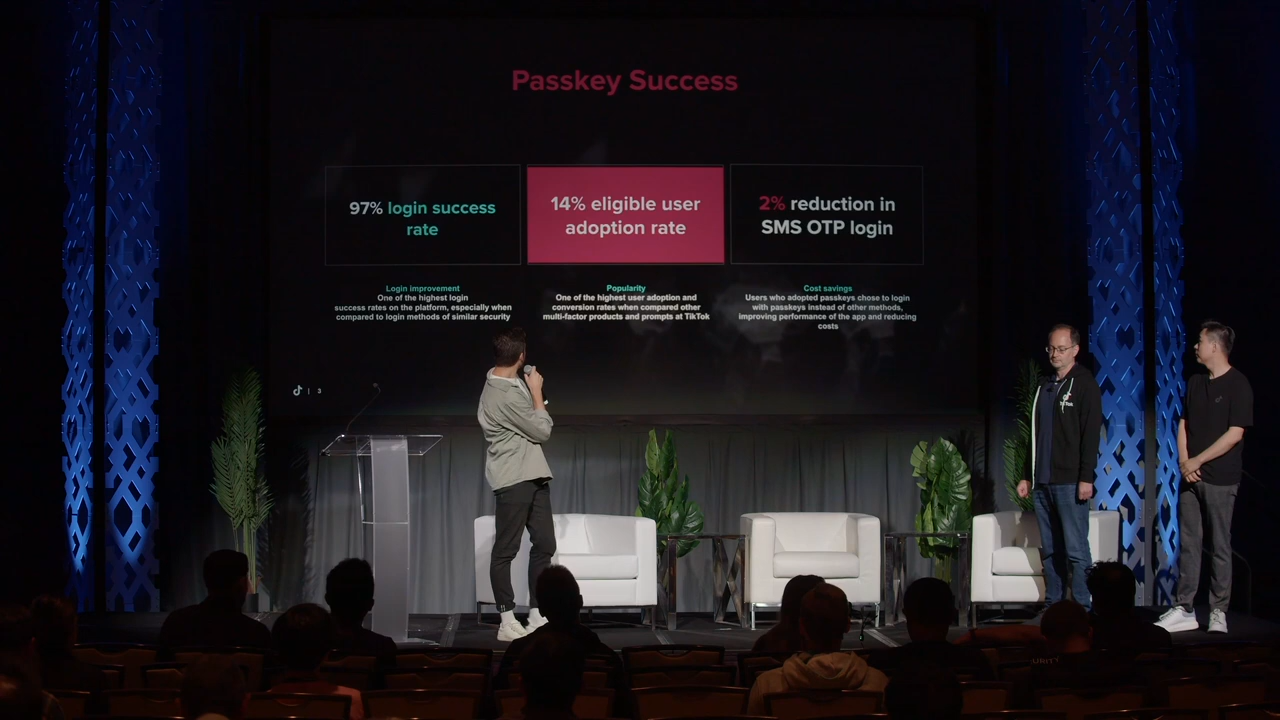 Passkey Success
97% login success
rate
14% eligible user
adoption rate
2% reduction in
SMS OTP login
Login improvement
One of the highest login
success rates on the platform, especially when
compared to login methods of similar security
Popularity
One of the highest user adoption and
conversion rates when compared other
multi-factor products and prompts at TikTok
Cost savings
Users who adopted passkeys chose to login
with passkeys instead of other methods,
improving performance of the app and reducing
costs
| 3
TikTok